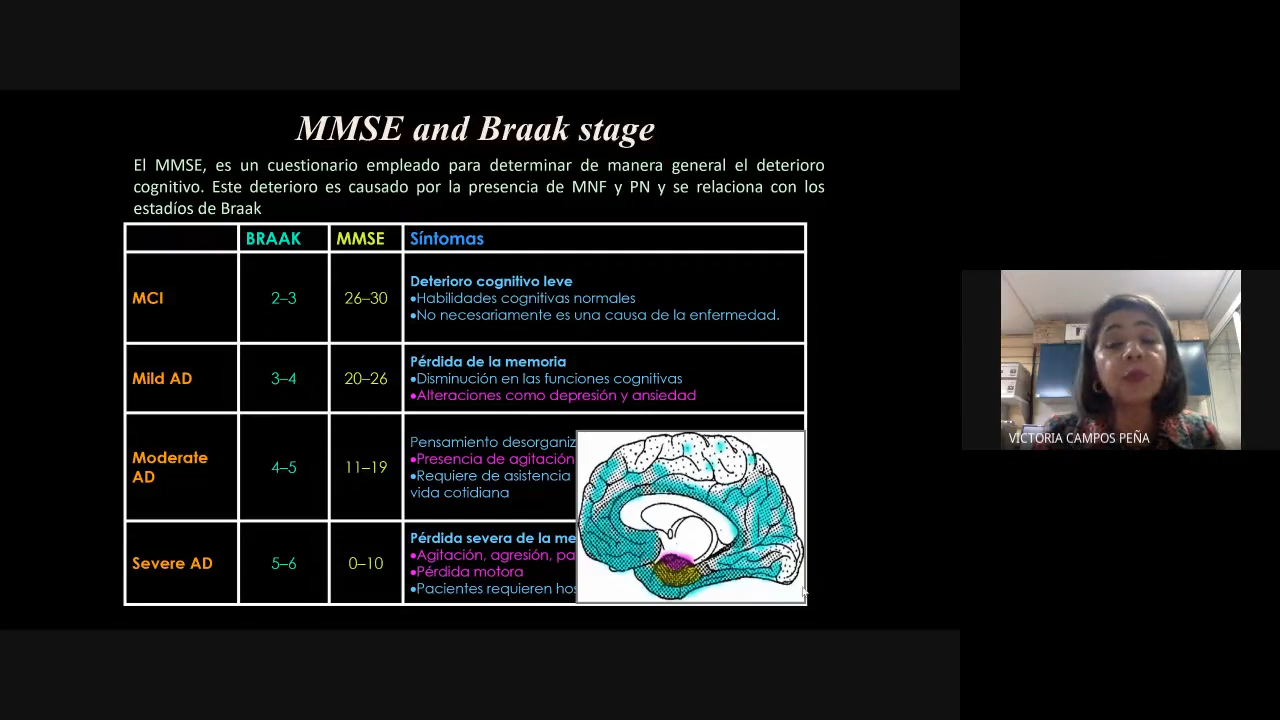 MMSE and Braak stage
El MMSE, es un cuestionario empleado para determinar de manera general el deterioro
cognitivo. Este deterioro es causado por la presencia de MNF y PN y se relaciona con los
estadíos de Braak
BRAAK MMSE Síntomas
MCI 2–3 26–30
Deterioro cognitivo leve
•Habilidades cognitivas normales
•No necesariamente es una causa de la enfermedad.
Mild AD 3–4 20–26
Pérdida de la memoria
•Disminución en las funciones cognitivas
•Alteraciones como depresión y ansiedad
Moderate
AD
4–5 11–19
Pensamiento
•Presencia de agitación
•Requiere de asistencia
vida cotidiana
Severe AD 5–6 0–10
Pérdida severa de la
•Agitación, agresión,
•Pérdida motora
•Pacientes requieren
VICTORIA CAMPOS PEÑA